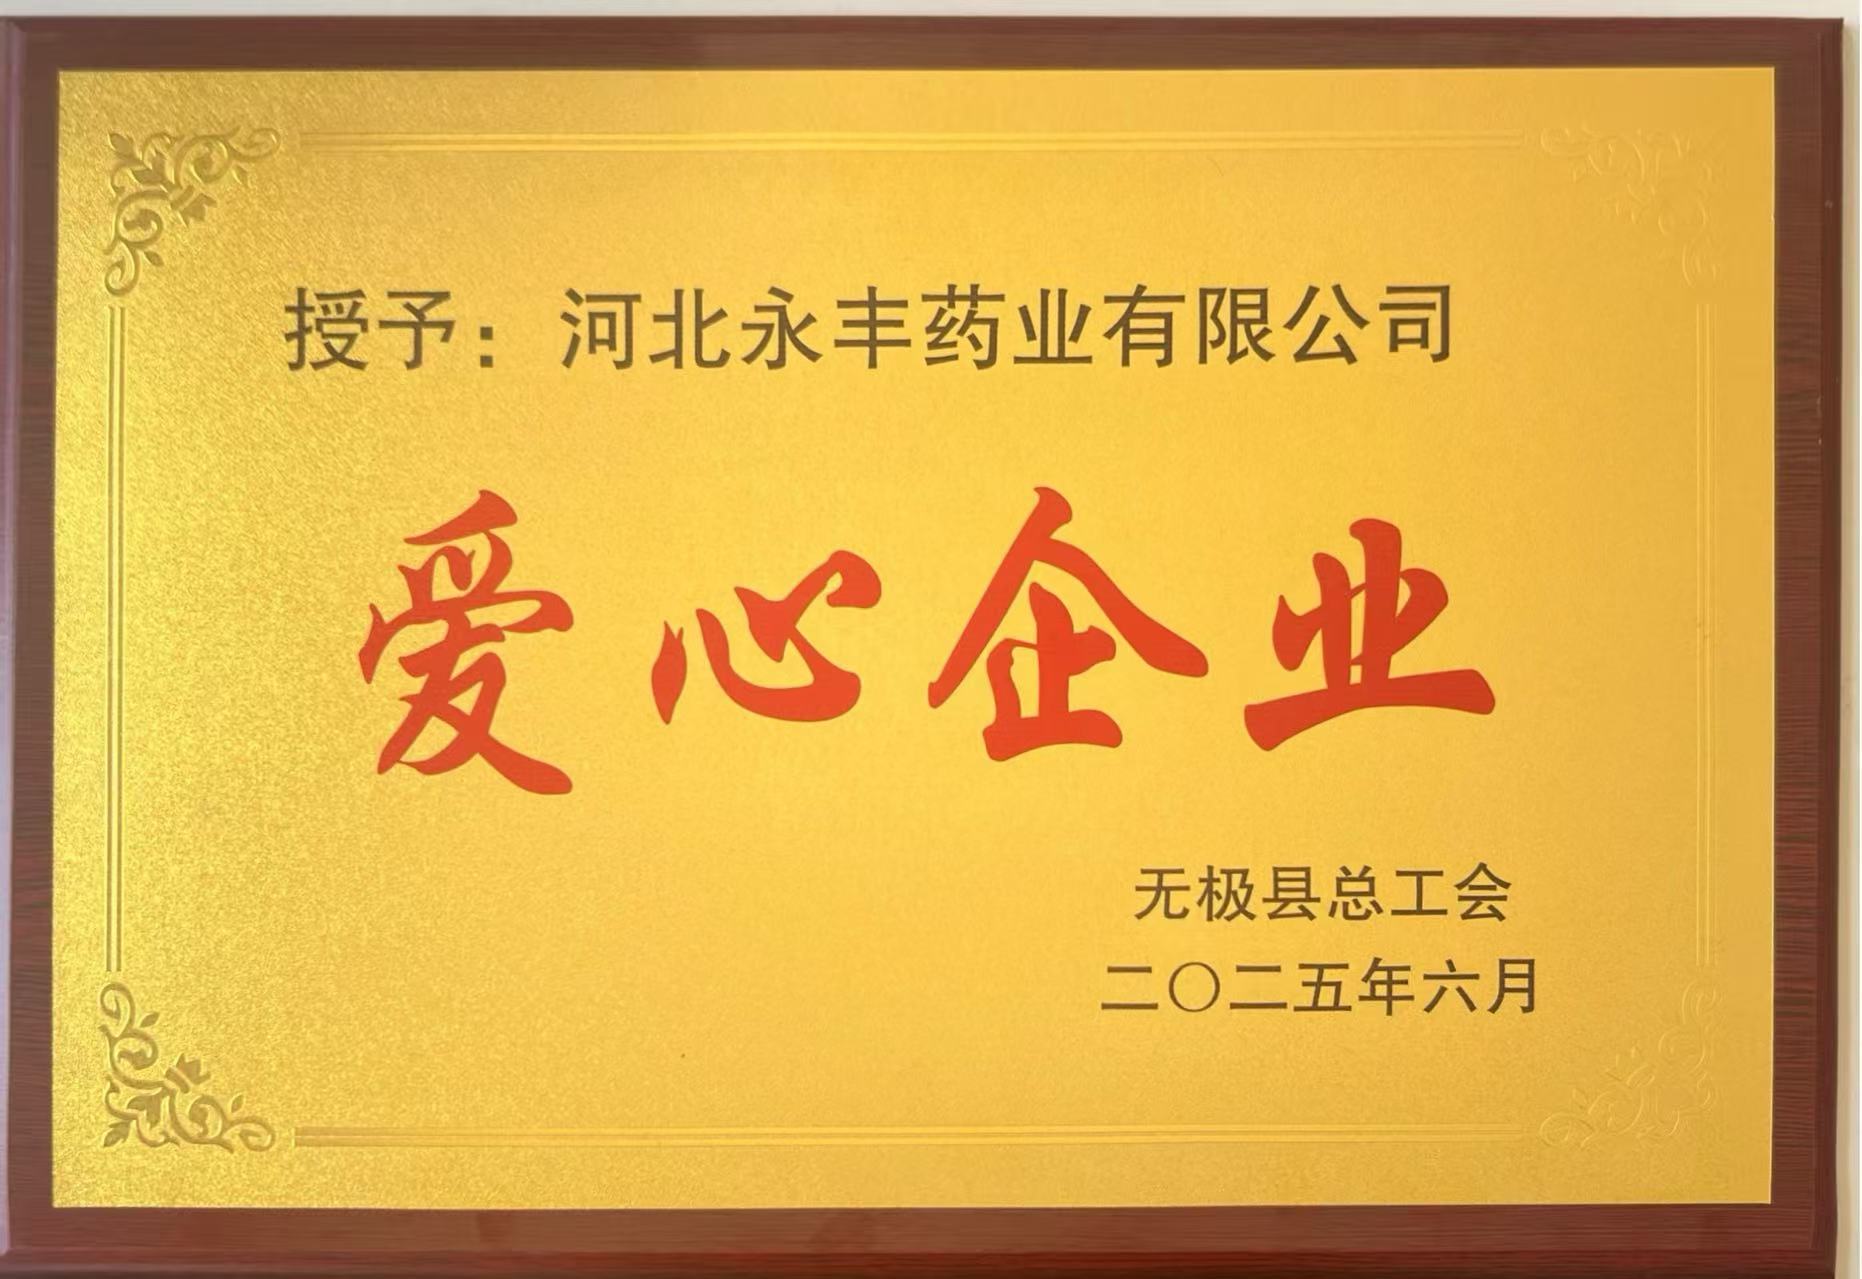 授予：河北永丰药业有限公司
爱心企业
无极县总工会
二〇二五年六月